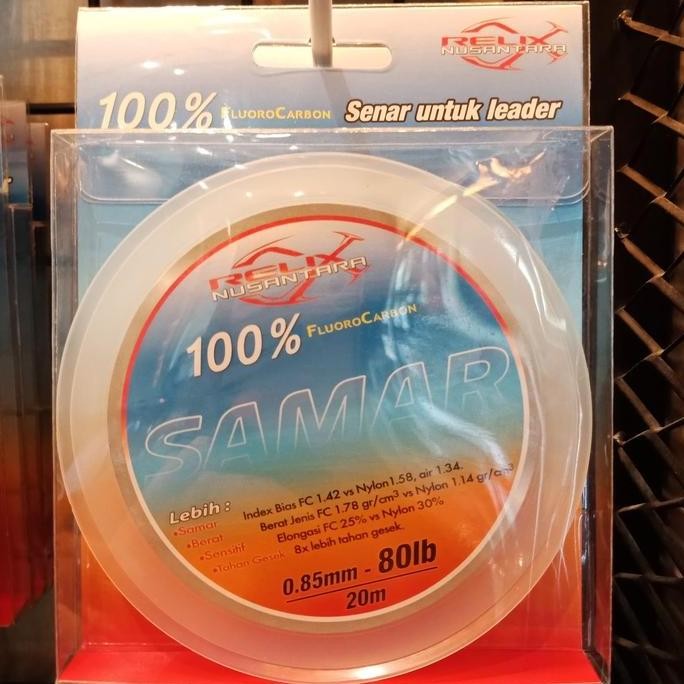 RELIX
NUSANTARA
100% FLUOROCARBON Senar untuk leader
RELIX
NUSANTARA
100% FLUOROCARBON
SAMAR
Lebih :
•Samar
•Berat
•Sensitif
•Tahan Gesek
Index Bias FC 1.42 vs Nylon1.58, air 1.34.
Berat Jenis FC 1.78 gr/cm³ vs Nylon 1.14 gr/cm³
Elongasi FC 25% vs Nylon 30%
8x lebih tahan gesek.
0.85mm - 80lb
20m